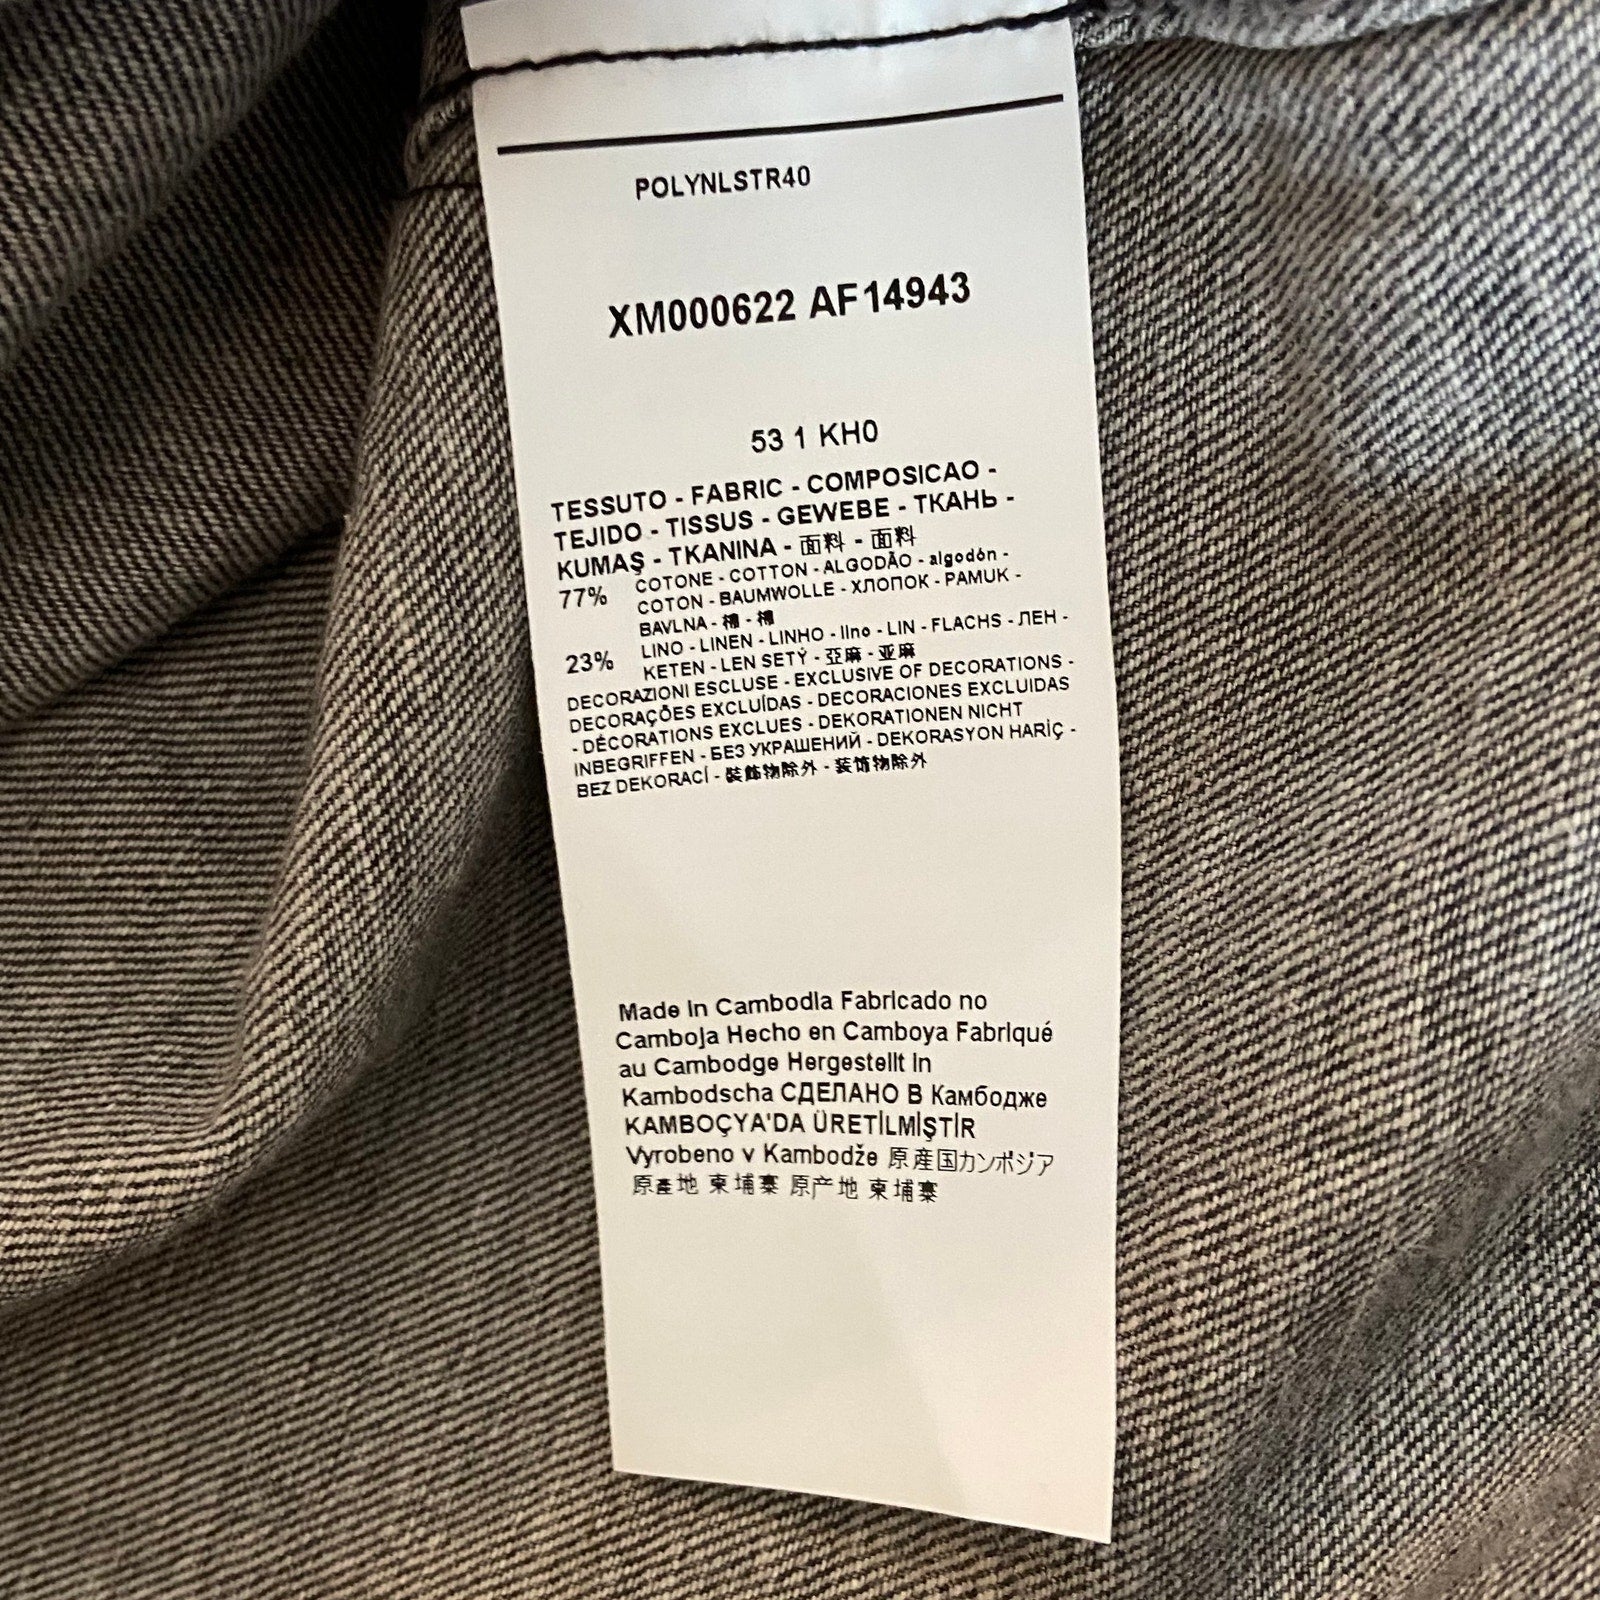 POLYNLSTR40
XM000622 AF14943
53 1 KH0
TESSUTO - FABRIC - COMPOSICAO -
TEJIDO - TISSUS - GEWEBE - ТКАНЬ -
KUMAŞ - TKANINA - 面料 - 面料
77% COTONE - COTTON - ALGODÃO - algodón -
COTON - BAUMWOLLE - ХЛОПОК - PAMUK -
BAVLNA - 棉 - 棉
23% LINO - LINEN - LINHO - lino - LIN - FLACHS - ЛЕН -
KETEN - LEN SETÝ - 亞麻 - 亚麻
DECORAZIONI ESCLUSE - EXCLUSIVE OF DECORATIONS -
DECORAÇÕES EXCLUÍDAS - DECORACIONES EXCLUIDAS
- DÉCORATIONS EXCLUES - DEKORATIONEN NICHT
INBEGRIFFEN - БЕЗ УКРАШЕНИЙ - DEKORASYON HARİÇ -
BEZ DEKORACÍ - 裝飾物除外 - 装饰物除外
Made in Cambodia Fabricado no
Camboja Hecho en Camboya Fabriqué
au Cambodge Hergestellt in
Kambodscha СДЕЛАНО В Камбодже
KAMBOÇYA'DA ÜRETİLMİŞTİR
Vyrobeno v Kambodže 原産国カンボジア
原產地 柬埔寨 原产地 柬埔寨